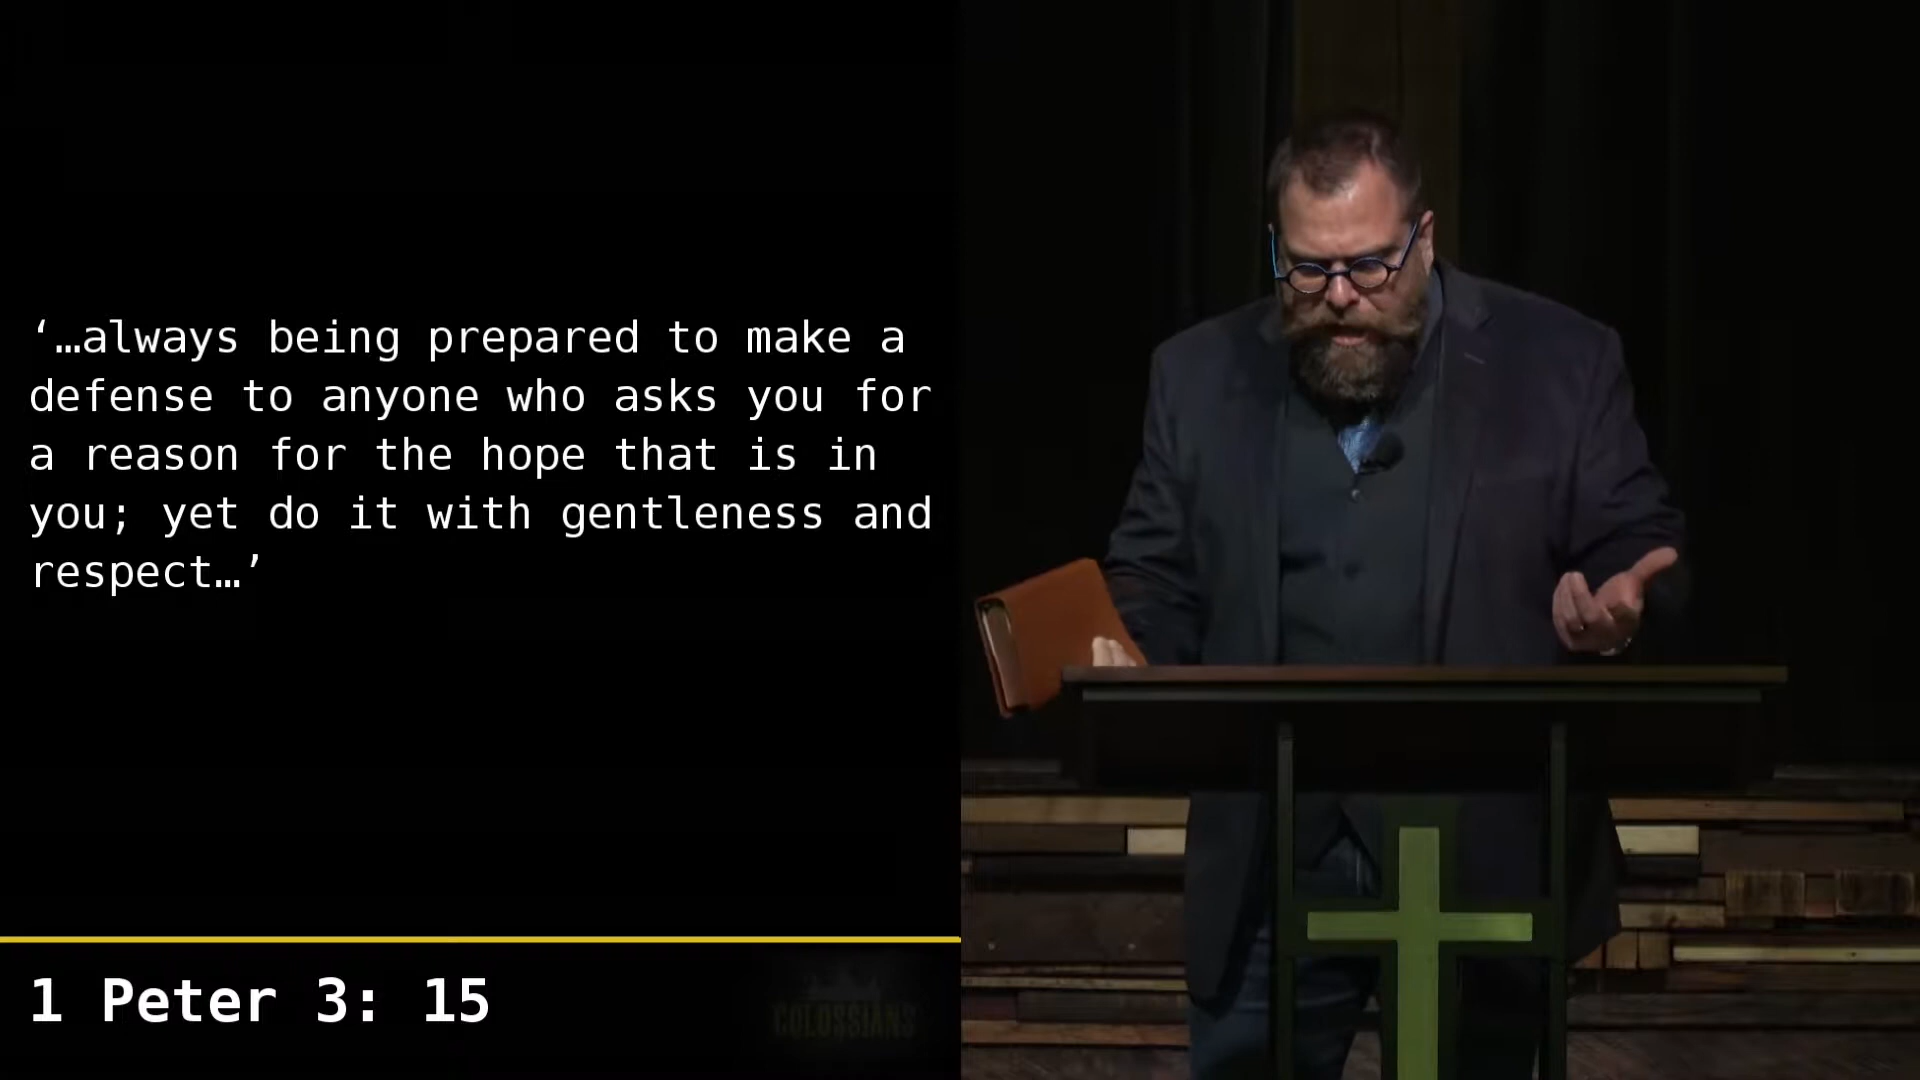 ‘…always being prepared to make a
defense to anyone who asks you for
a reason for the hope that is in
you; yet do it with gentleness and
respect…’
1 Peter 3: 15
COLOSSIANS